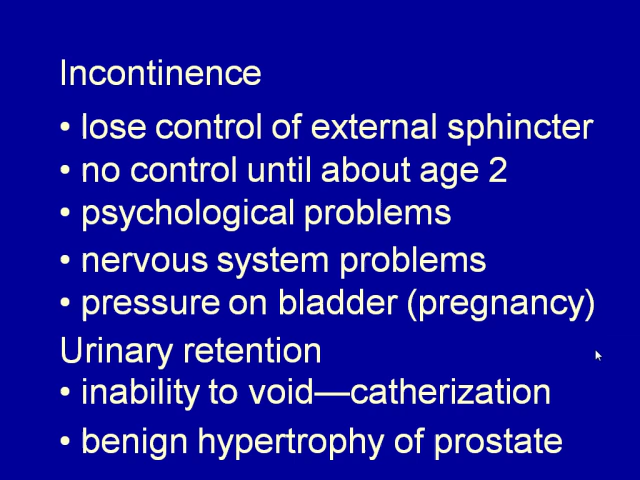 Incontinence
• lose control of external sphincter
• no control until about age 2
• psychological problems
• nervous system problems
• pressure on bladder (pregnancy)
Urinary retention
• inability to void—catherization
• benign hypertrophy of prostate